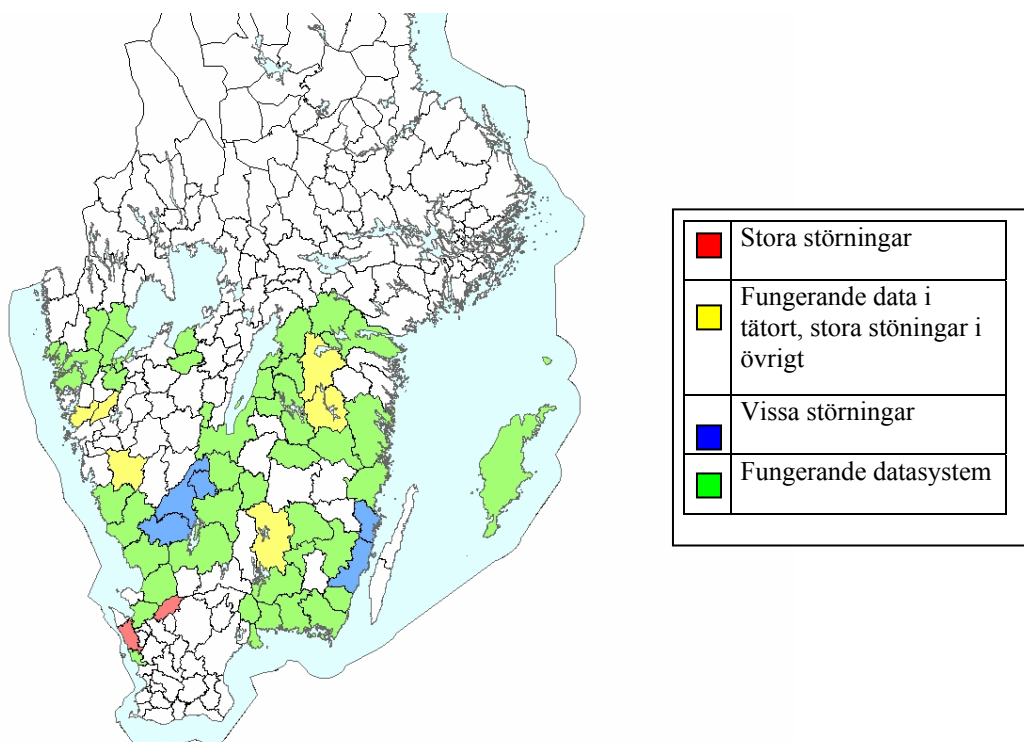 Stora störningar
Fungerande data i
tätort, stora stöningar i
övrigt
Vissa störningar
Fungerande datasystem